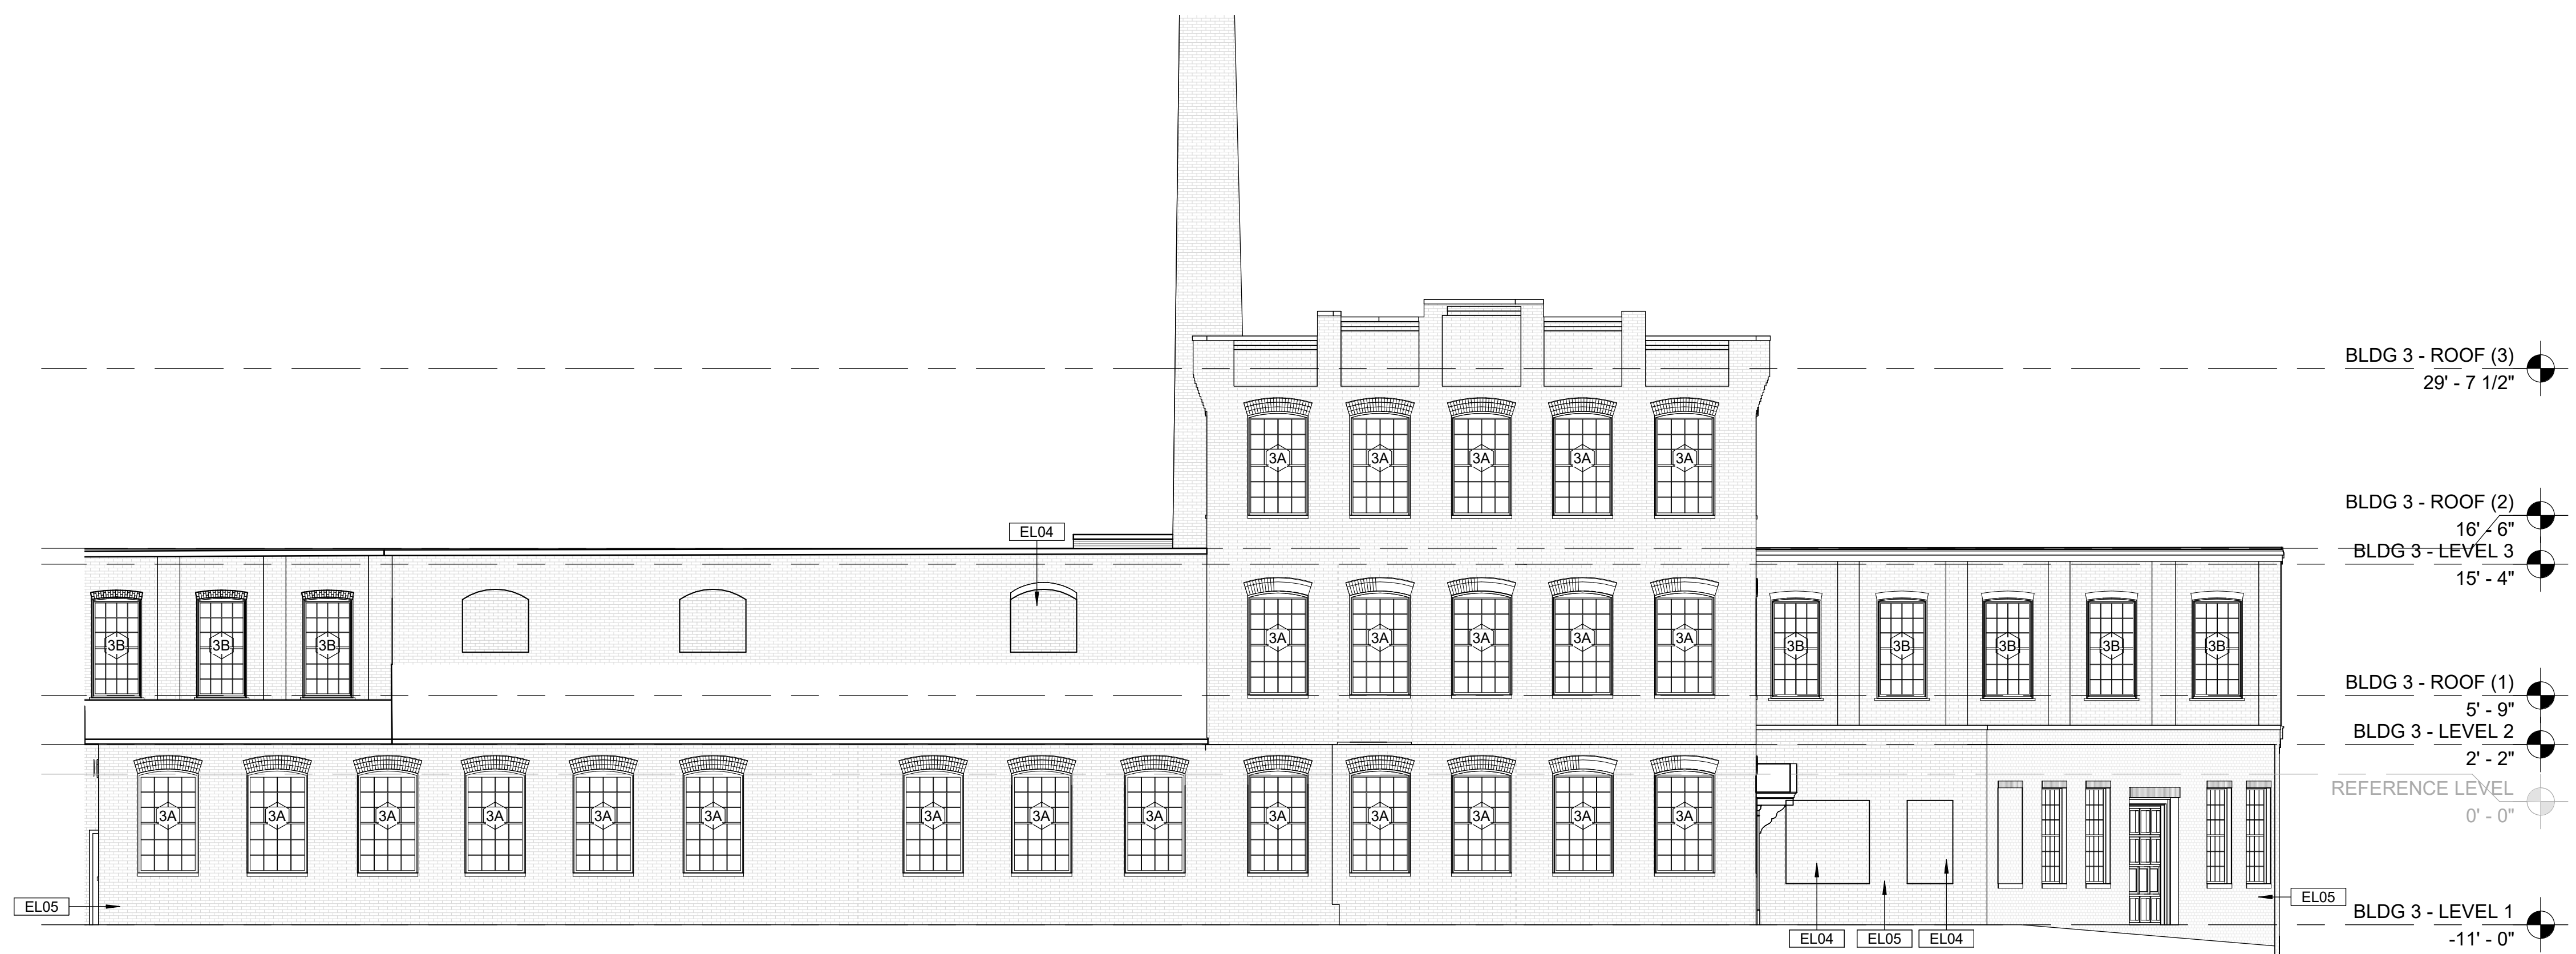 BLDG 3 - ROOF (3)
29' - 7 1/2"
3A 3A 3A 3A 3A
BLDG 3 - ROOF (2)
16' - 6"
EL04
BLDG 3 - LEVEL 3
15' - 4"
3B 3B 3B 3A 3A 3A 3A 3A 3B 3B 3B 3B 3B
BLDG 3 - ROOF (1)
5' - 9"
BLDG 3 - LEVEL 2
2' - 2"
REFERENCE LEVEL
0' - 0"
3A 3A 3A 3A 3A 3A 3A 3A 3A 3A 3A 3A 3A 3A
EL05
EL05
BLDG 3 - LEVEL 1
-11' - 0"
EL04 EL05 EL04